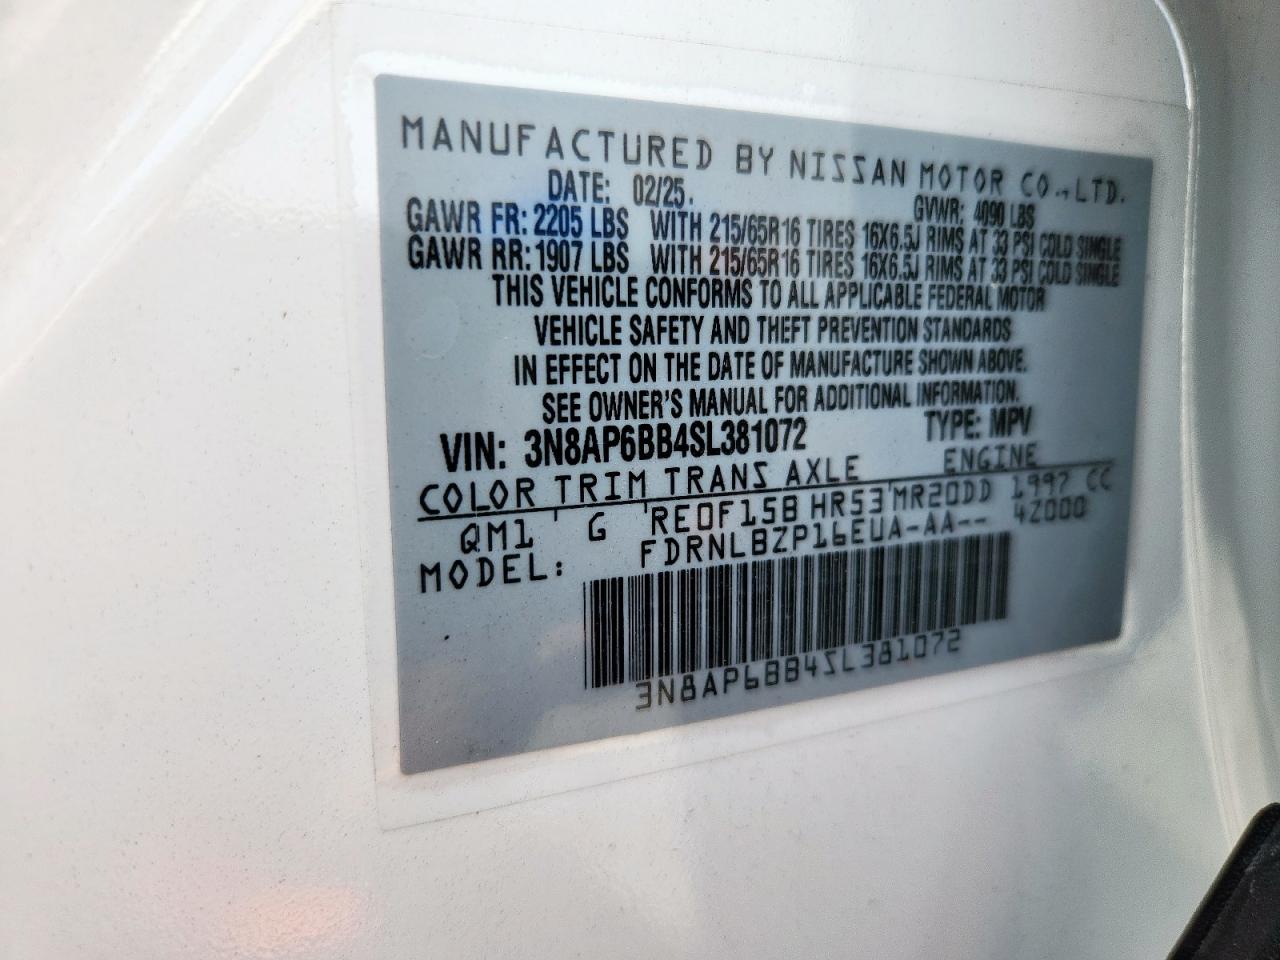 MANUFACTURED BY NISSAN MOTOR CO.,LTD.
DATE: 02/25. GVWR: 4090 LBS
GAWR FR: 2205 LBS WITH 215/65R16 TIRES 16X6.5J RIMS AT 33 PSI COLD SINGLE
GAWR RR: 1907 LBS WITH 215/65R16 TIRES 16X6.5J RIMS AT 33 PSI COLD SINGLE
THIS VEHICLE CONFORMS TO ALL APPLICABLE FEDERAL MOTOR
VEHICLE SAFETY AND THEFT PREVENTION STANDARDS
IN EFFECT ON THE DATE OF MANUFACTURE SHOWN ABOVE.
SEE OWNER'S MANUAL FOR ADDITIONAL INFORMATION.
VIN: 3N8AP6BB4SL381072 TYPE: MPV
COLOR TRIM TRANS AXLE ENGINE
QM1 G RE0F15B HR53 MR20DD 1997 CC
MODEL: FDRNLBZP16EUA-AA-- 4Z000
3N8AP6BB4SL381072